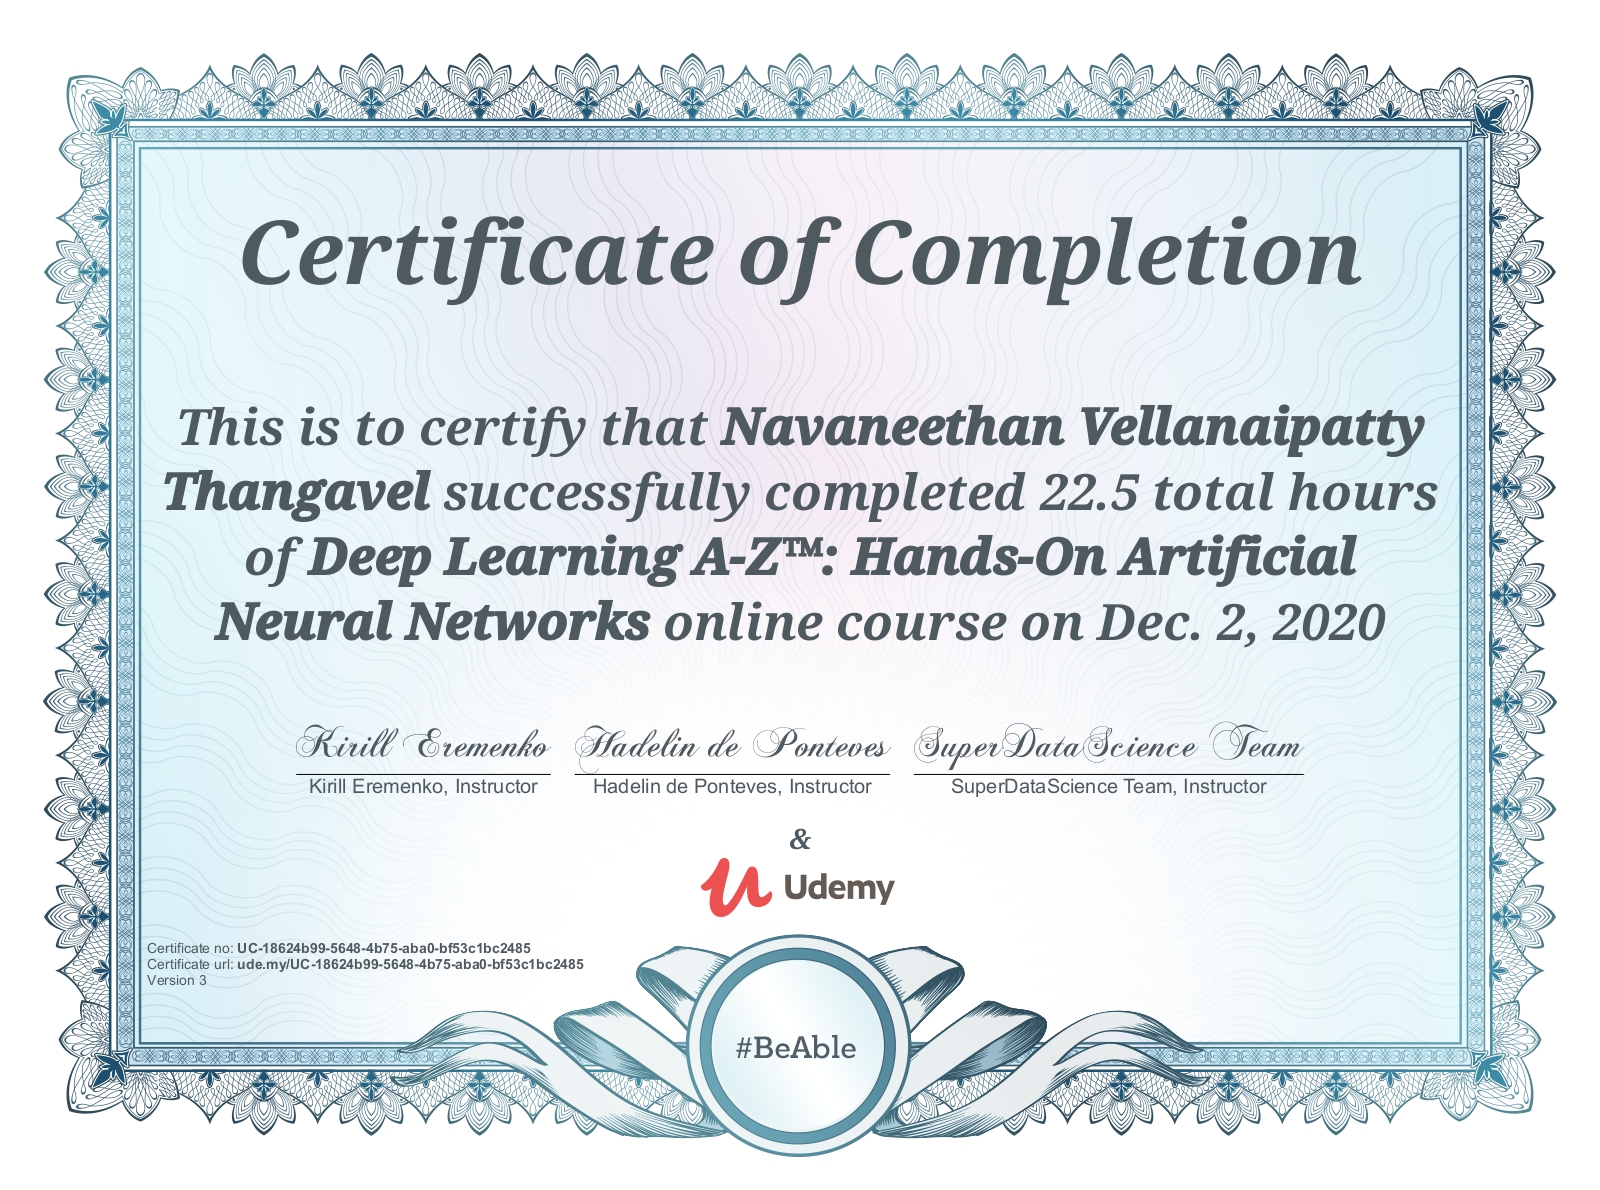 Certificate of Completion
This is to certify that Navaneethan Vellanaipatty
Thangavel successfully completed 22.5 total hours
of Deep Learning A-Z™: Hands-On Artificial
Neural Networks online course on Dec. 2, 2020
Kirill Eremenko Hadelin de Ponteves SuperDataScience Team
Kirill Eremenko, Instructor Hadelin de Ponteves, Instructor SuperDataScience Team, Instructor
&
Udemy
Certificate no: UC-18624b99-5648-4b75-aba0-bf53c1bc2485
Certificate url: ude.my/UC-18624b99-5648-4b75-aba0-bf53c1bc2485
Version 3
#BeAble